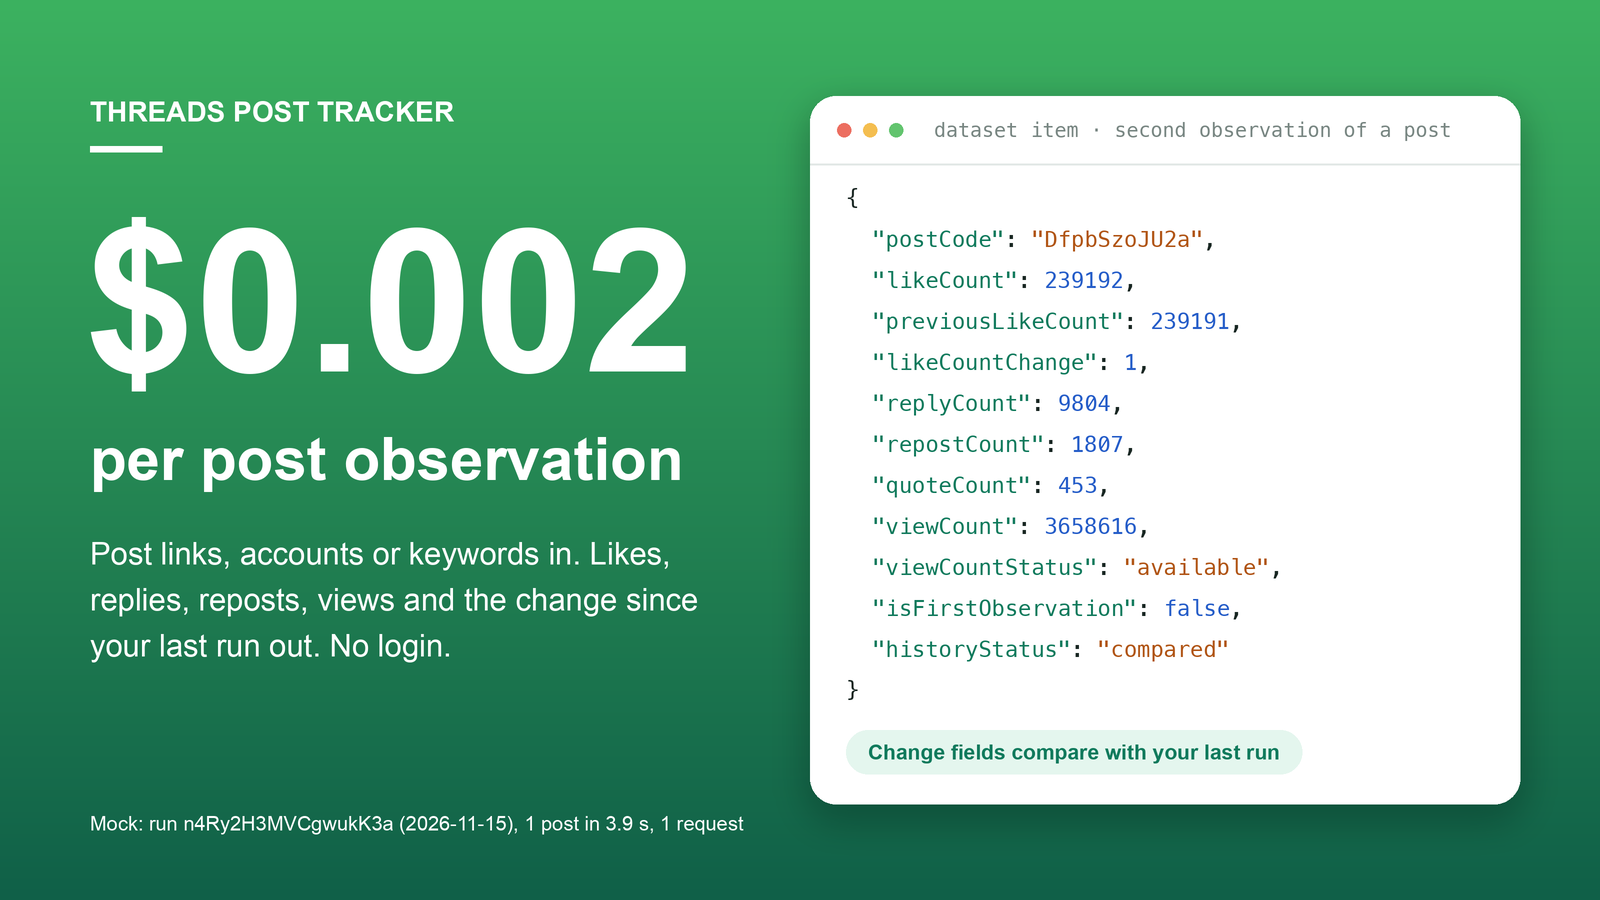 THREADS POST TRACKER
$0.002
per post observation
Post links, accounts or keywords in. Likes,
replies, reposts, views and the change since
your last run out. No login.
Mock: run n4Ry2H3MVCgwukK3a (2026-11-15), 1 post in 3.9 s, 1 request
dataset item · second observation of a post
{
"postCode": "DfpbSzoJU2a",
"likeCount": 239192,
"previousLikeCount": 239191,
"likeCountChange": 1,
"replyCount": 9804,
"repostCount": 1807,
"quoteCount": 453,
"viewCount": 3658616,
"viewCountStatus": "available",
"isFirstObservation": false,
"historyStatus": "compared"
}
Change fields compare with your last run